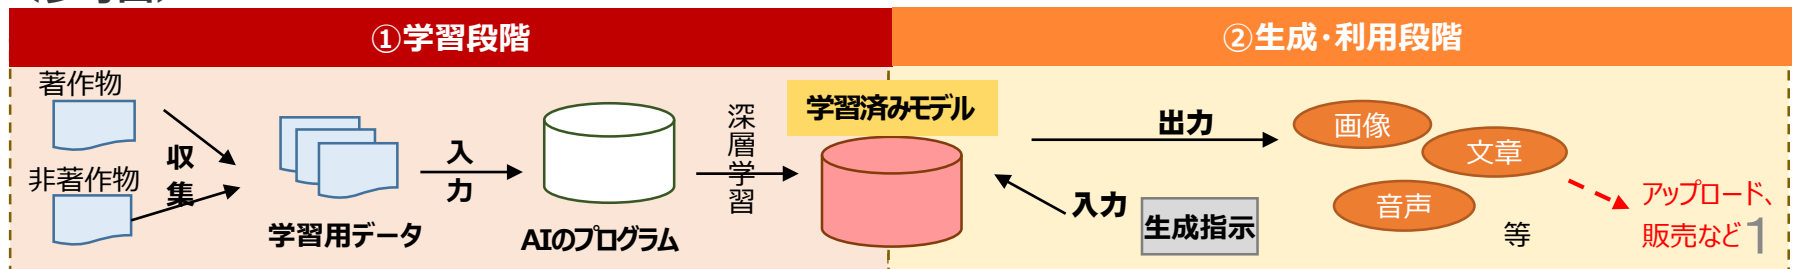 ①学習段階
②生成・利用段階
著作物
非著作物
収集
学習用データ
入力
AIのプログラム
深層学習
学習済みモデル
出力
入力
生成指示
画像
文章
音声
等
アップロード、
販売など
1